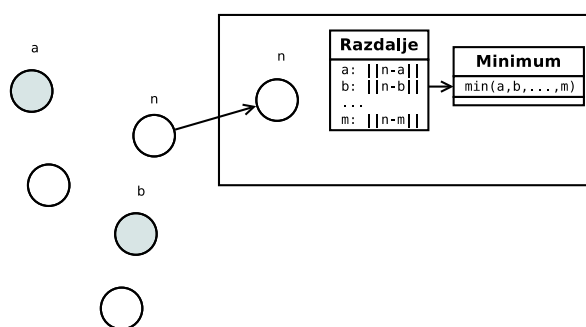 a
n
b
n
Razdalje
a: ||n-a||
b: ||n-b||
...
m: ||n-m||
Minimum
min(a,b,...,m)